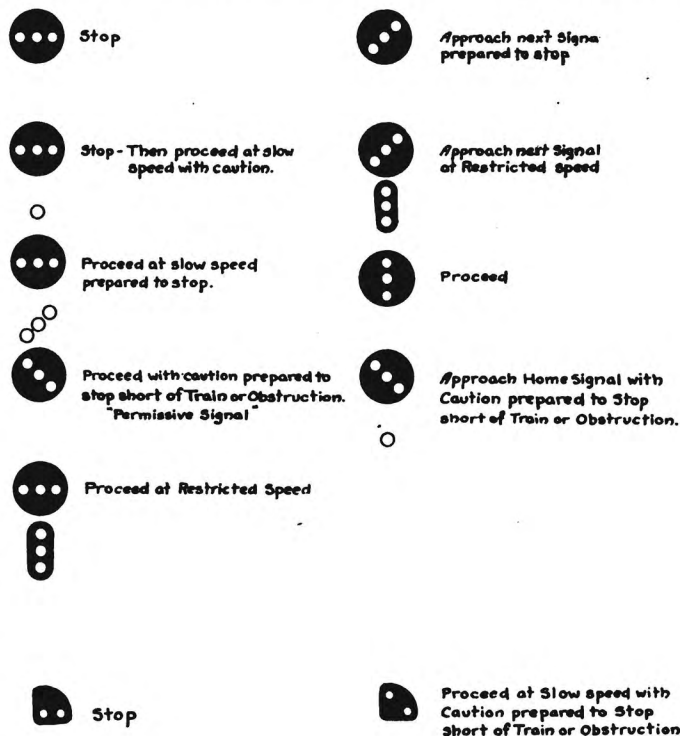 Stop
Stop - Then proceed at slow
speed with caution.
Proceed at slow speed
prepared to stop.
Proceed with caution prepared to
stop short of Train or Obstruction.
"Permissive Signal"
Proceed at Restricted Speed
Stop
Approach next Signa
prepared to stop
Approach next Signal
at Restricted speed
Proceed
Approach Home Signal with
Caution prepared to Stop
short of Train or Obstruction.
Proceed at Slow speed with
Caution prepared to Stop
short of Train or Obstruction